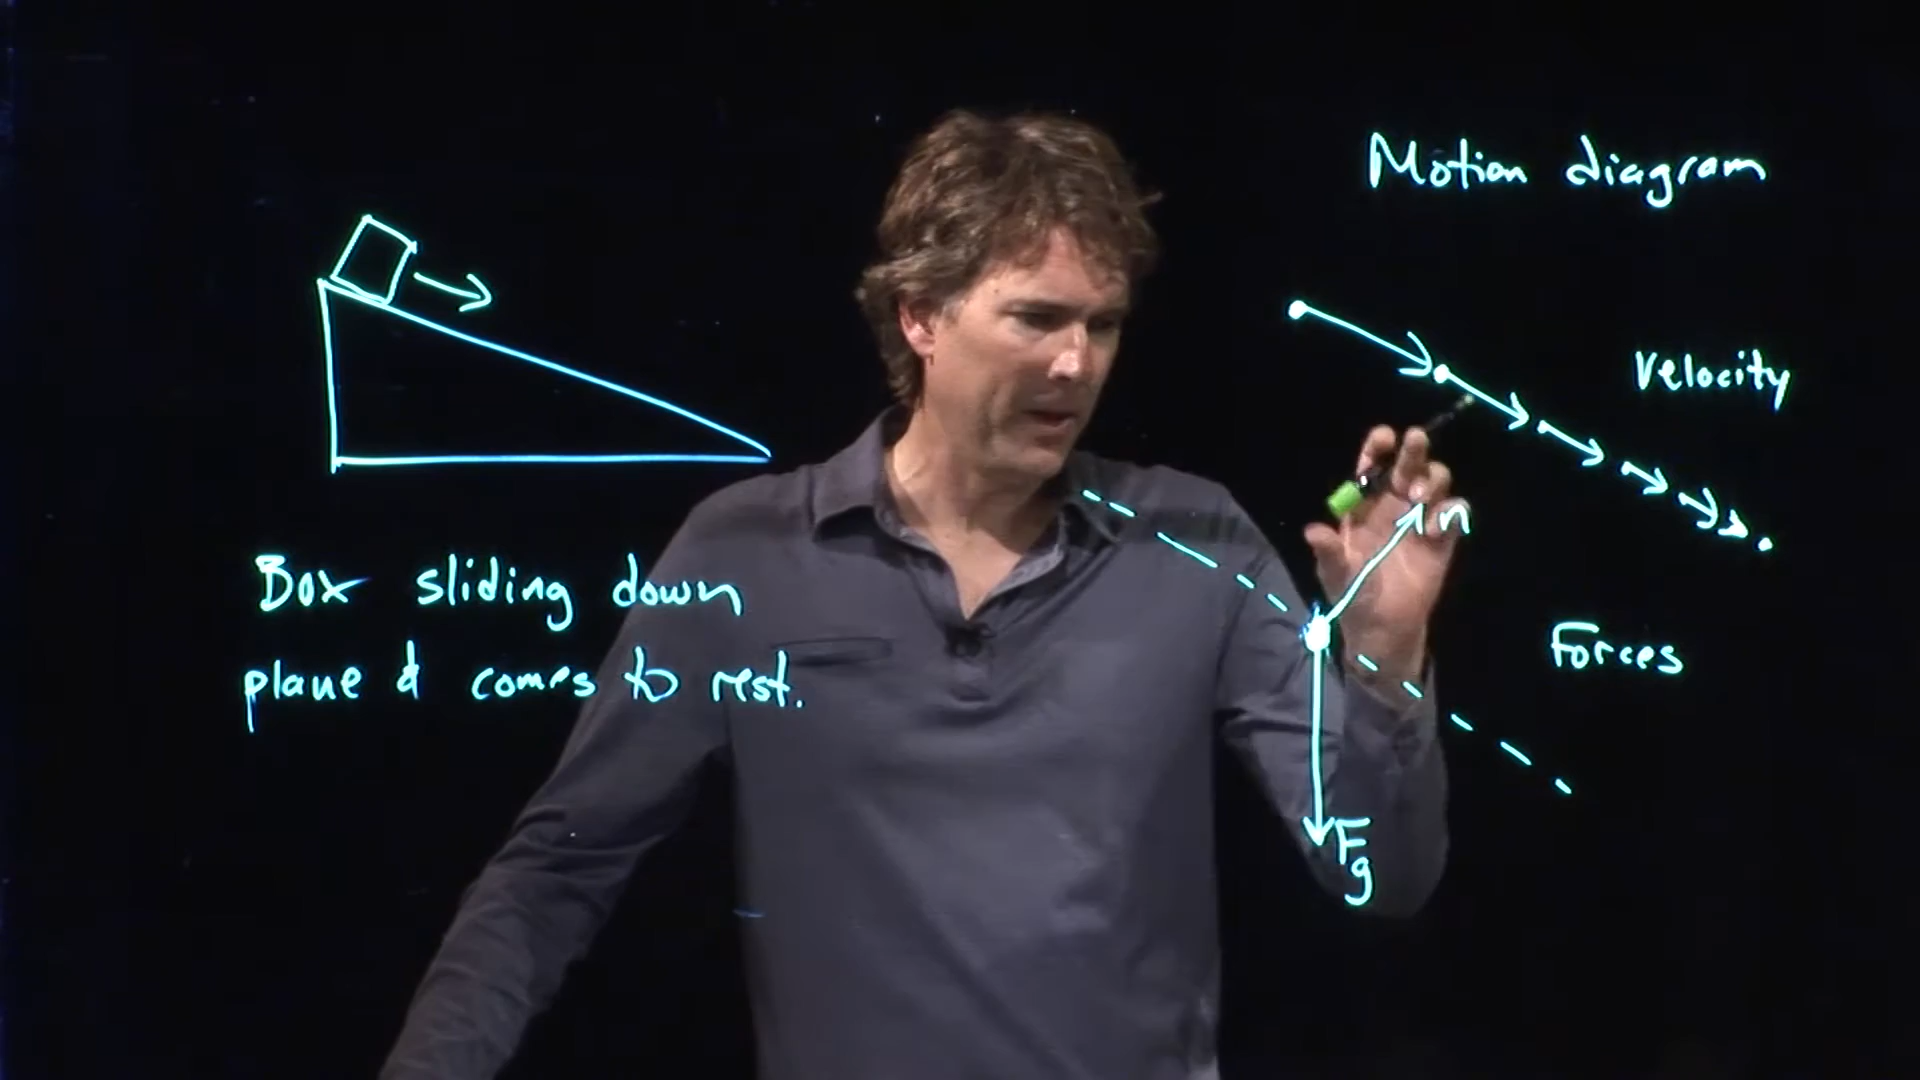 Motion diagram
Velocity
n
Box sliding down
plane & comes to rest.
Forces
Fg